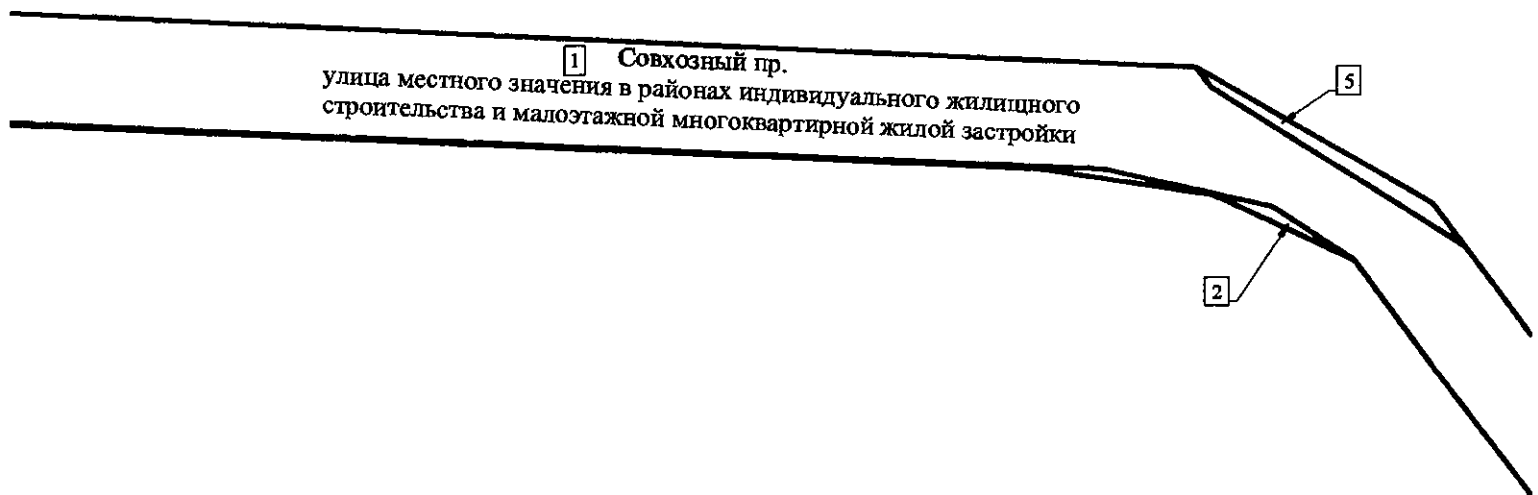 1 Совхозный пр.
улица местного значения в районах индивидуального жилищного
строительства и малоэтажной многоквартирной жилой застройки
5
2